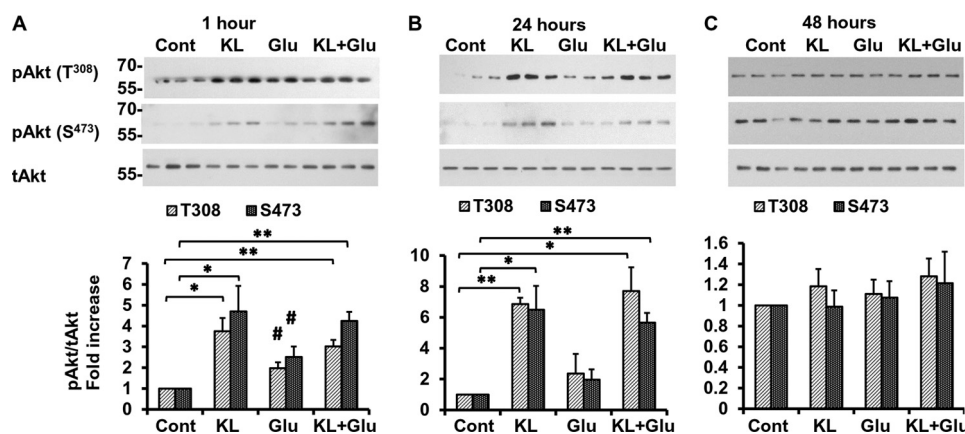 A 1 hour B 24 hours C 48 hours
Cont KL Glu KL+Glu Cont KL Glu KL+Glu Cont KL Glu KL+Glu
pAkt (T308) 70- 55-
pAkt (S473) 70- 55-
tAkt 55-
T308 S473 T308 S473 T308 S473
** ** * *
** * * **
# #
pAkt/tAkt Fold increase
7 6 5 4 3 2 1 0
10 8 6 4 2 0
1.6 1.4 1.2 1 0.8 0.6 0.4 0.2 0
Cont KL Glu KL+Glu Cont KL Glu KL+Glu Cont KL Glu KL+Glu